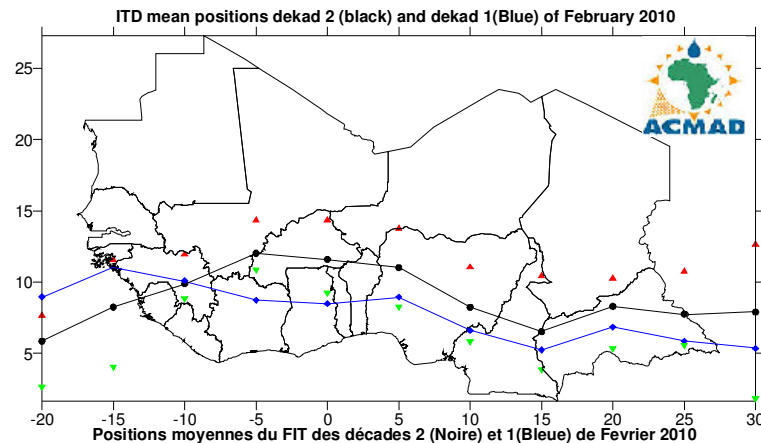 ITD mean positions dekad 2 (black) and dekad 1(Blue) of February 2010
25
20
15
10
5
ACMAD
-20 -15 -10 -5 0 5 10 15 20 25 30
Positions moyennes du FIT des décades 2 (Noire) et 1(Bleue) de Fevrier 2010